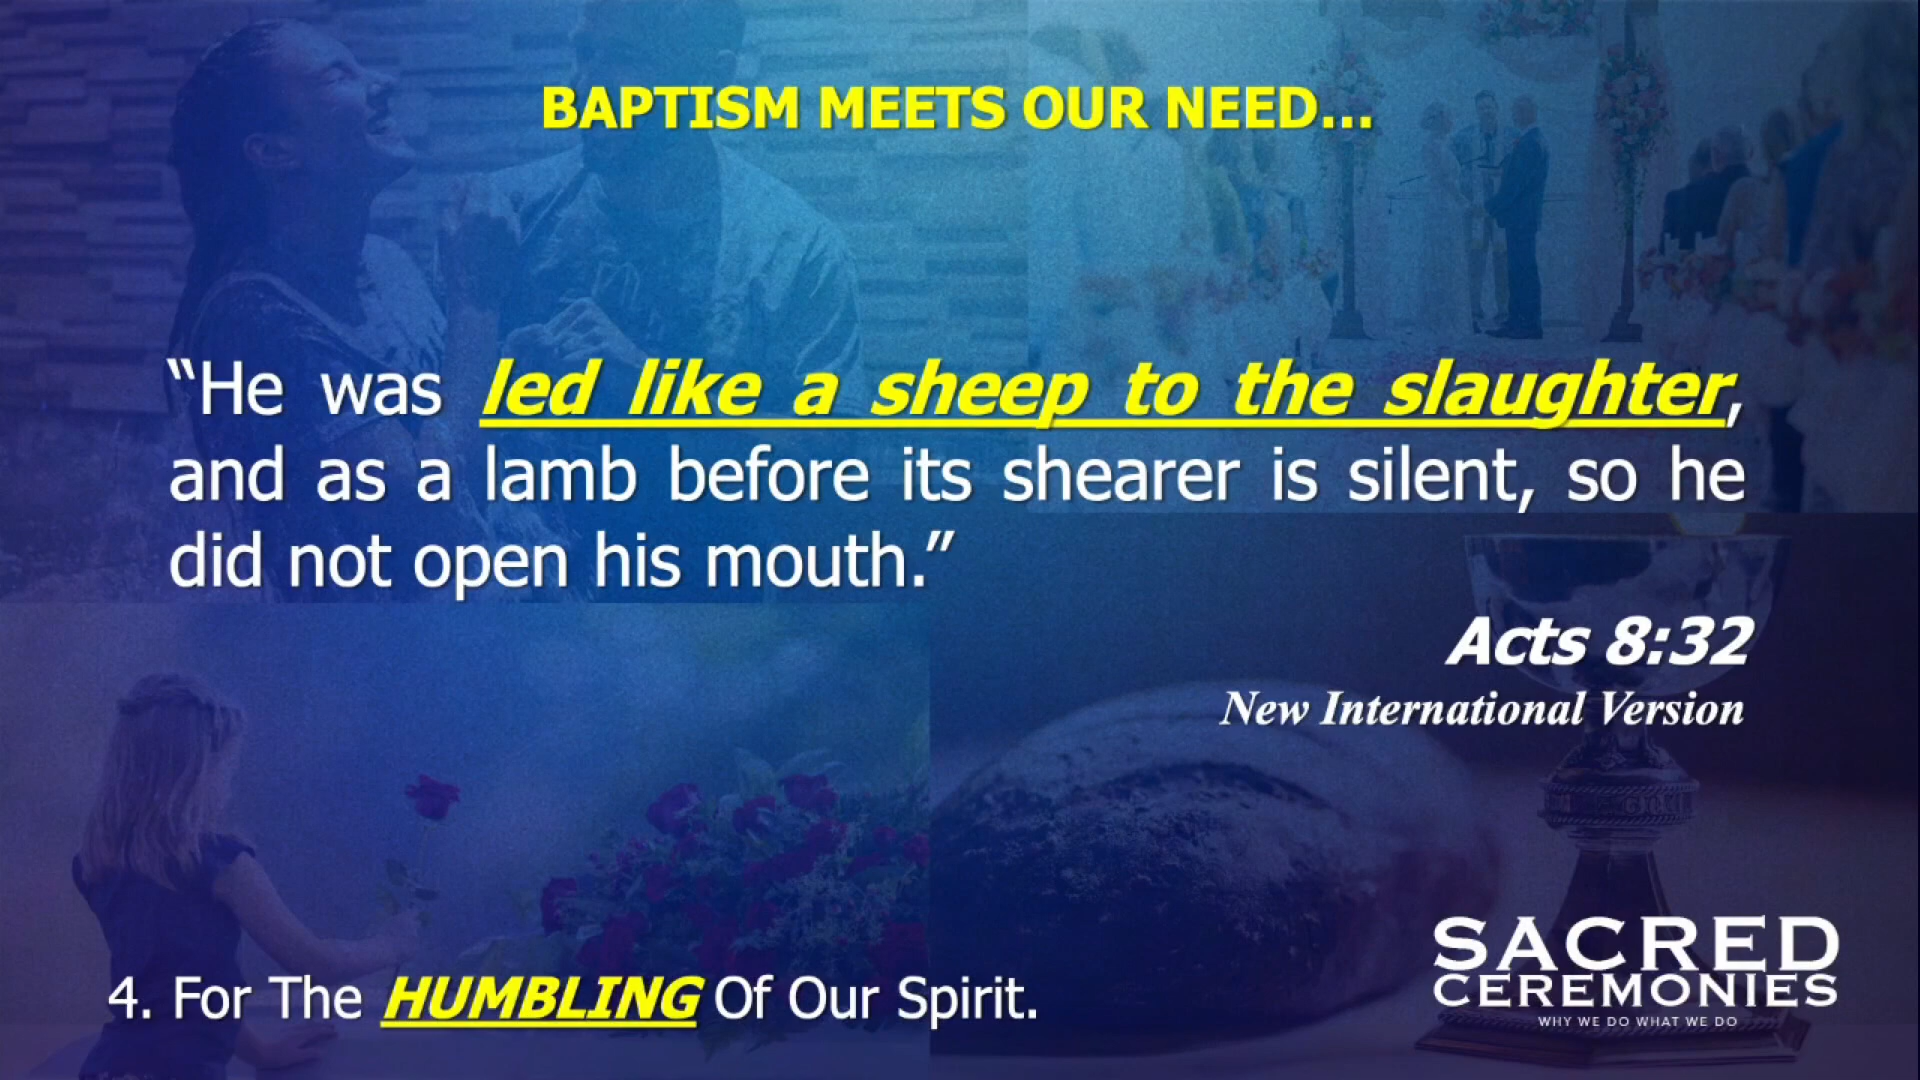 BAPTISM MEETS OUR NEED...
“He was led like a sheep to the slaughter,
and as a lamb before its shearer is silent, so he
did not open his mouth.”
Acts 8:32
New International Version
4. For The HUMBLING Of Our Spirit.
SACRED
CEREMONIES
WHY WE DO WHAT WE DO